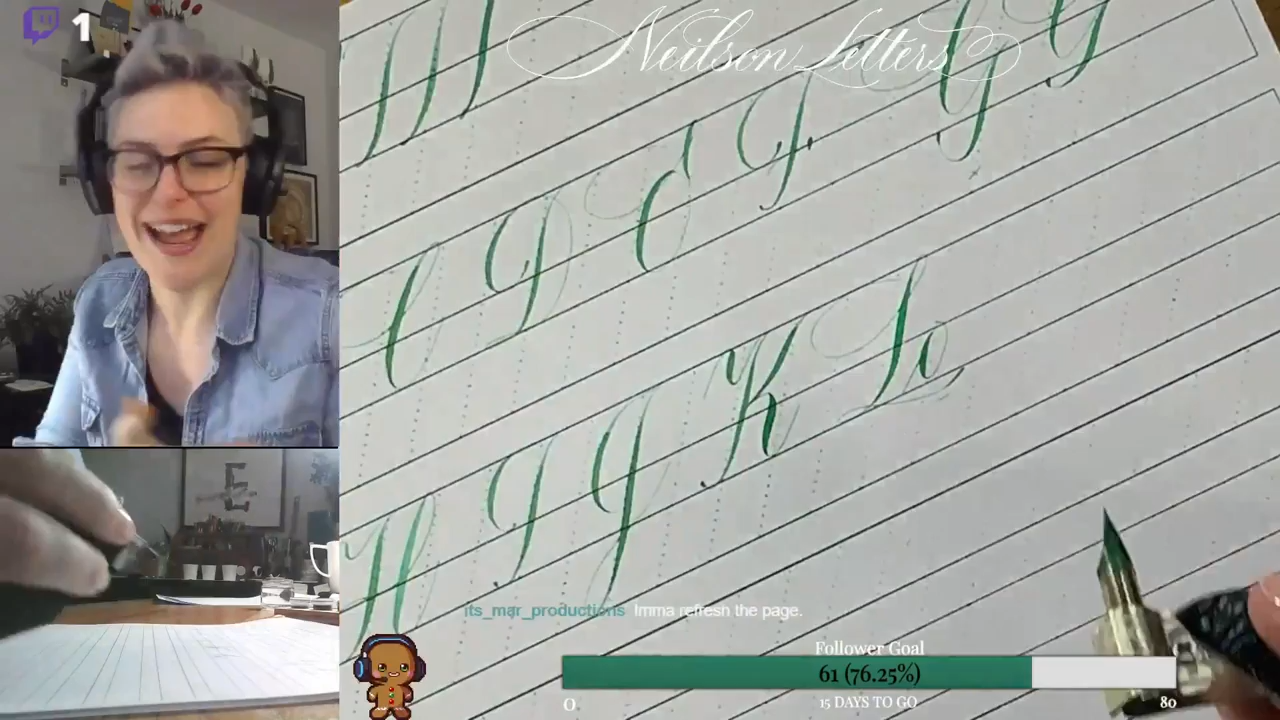 1
Neilson Letters
G G
C D E F
H I J K L
E
its_mar_productions Imma refresh the page.
Follower Goal
61 (76.25%)
0 15 DAYS TO GO 80